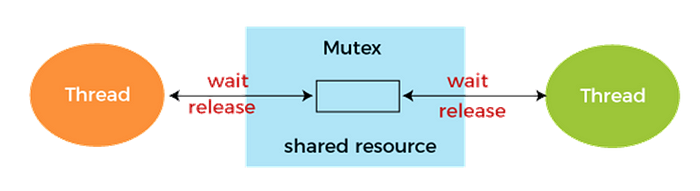 Mutex
Thread
wait
release
wait
release
Thread
shared resource